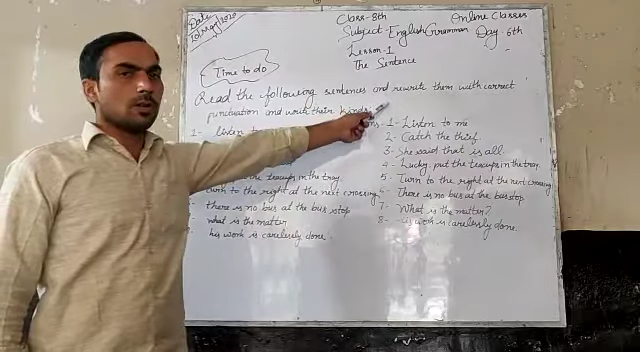 Date
Class-8th Online Classes
Subject-English Grammar Day-6th
Lesson-1
The Sentence
Time to do
Read the following sentences and rewrite them with correct
punctuation and write their kinds:
1- listen to
the teacups in the tray.
turn to the right at the next crossing
there is no bus at the bus stop
what is the matter
his work is carelessly done.
1- Listen to me
2- Catch the thief.
3- She said that is all.
4- Lucky, put the teacups in the tray.
5- Turn to the right at the next crossing
6- There is no bus at the bus stop
7- What is the matter?
8- work is carelessly done.